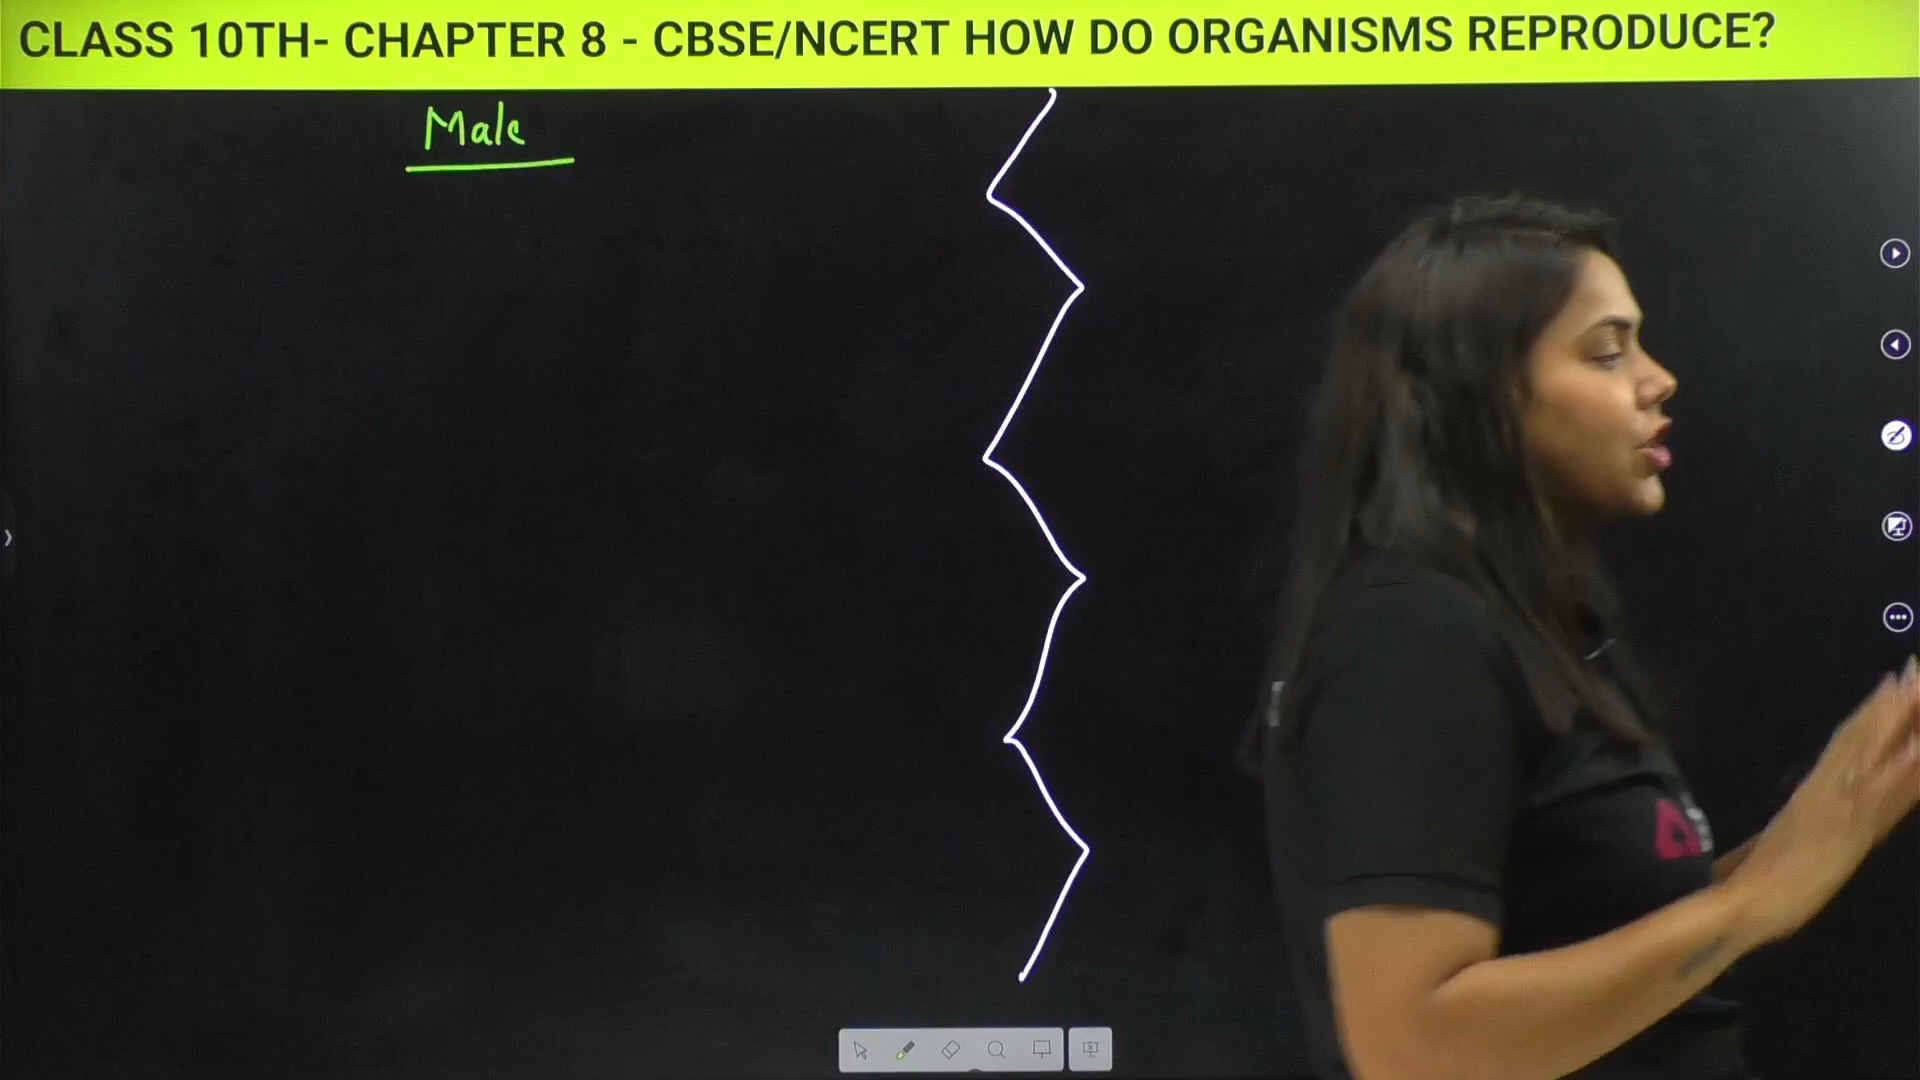 CLASS 10TH- CHAPTER 8 - CBSE/NCERT HOW DO ORGANISMS REPRODUCE?
Male